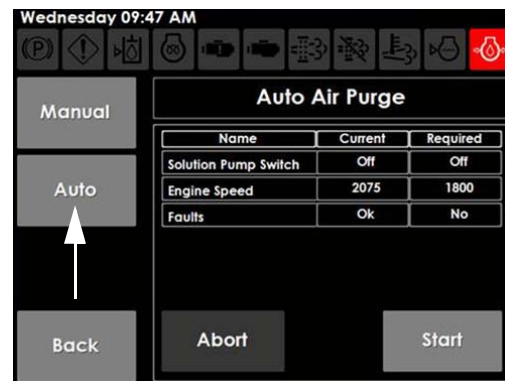 Wednesday 09:47 AM
(P)
Manual
Auto
Back
Auto Air Purge
Name Current Required
Solution Pump Switch Off Off
Engine Speed 2075 1800
Faults Ok No
Abort Start